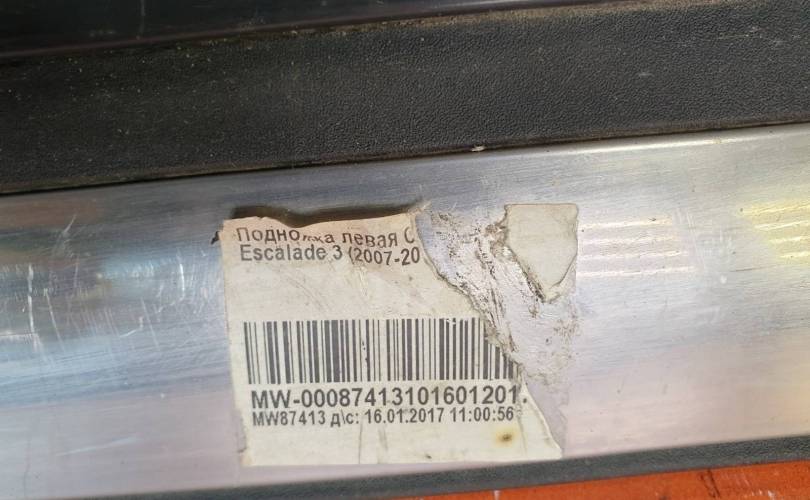 Подножка левая C
Escalade 3 (2007-20
MW-00087413101601201
MW87413 д\с: 16.01.2017 11:00:56